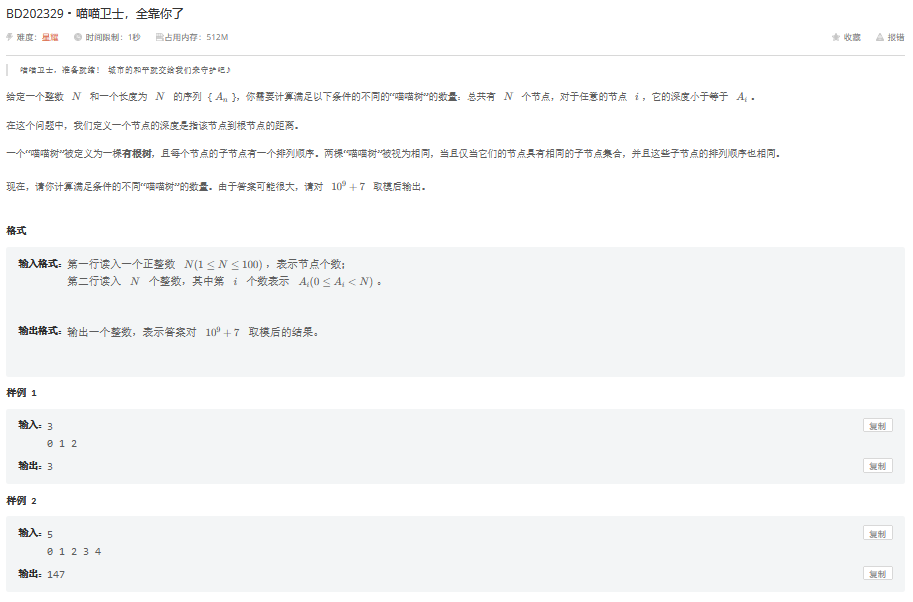 BD202329・喵喵卫士，全靠你了
难度：星耀 时间限制：1秒 占用内存：512M 收藏 报错
喵喵卫士，准备就绪！ 城市的和平就交给我们来守护吧♪
给定一个整数 N 和一个长度为 N 的序列 { Aₙ }，你需要计算满足以下条件的不同的“喵喵树”的数量：总共有 N 个节点，对于任意的节点 i ，它的深度小于等于 Aᵢ 。
在这个问题中，我们定义一个节点的深度是指该节点到根节点的距离。
一个“喵喵树”被定义为一棵有根树，且每个节点的子节点有一个排列顺序。两棵“喵喵树”被视为相同，当且仅当它们的节点具有相同的子节点集合，并且这些子节点的排列顺序也相同。
现在，请你计算满足条件的不同“喵喵树”的数量。由于答案可能很大，请对 10⁹ + 7 取模后输出。
格式
输入格式：第一行读入一个正整数 N(1 ≤ N ≤ 100) ，表示节点个数；
第二行读入 N 个整数，其中第 i 个数表示 Aᵢ(0 ≤ Aᵢ < N) 。
输出格式：输出一个整数，表示答案对 10⁹ + 7 取模后的结果。
样例 1
输入：3 复制
0 1 2
输出：3 复制
样例 2
输入：5 复制
0 1 2 3 4
输出：147 复制